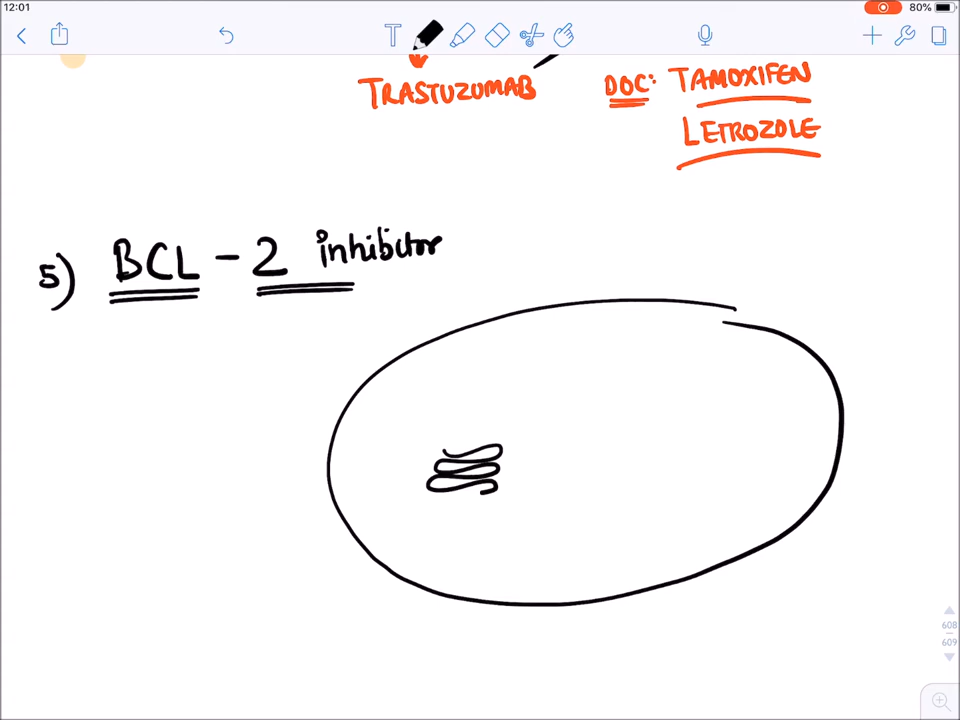 12:01
80%
T
TRASTUZUMAB
DOC: TAMOXIFEN
LETROZOLE
5) BCL - 2 inhibitor
608
609